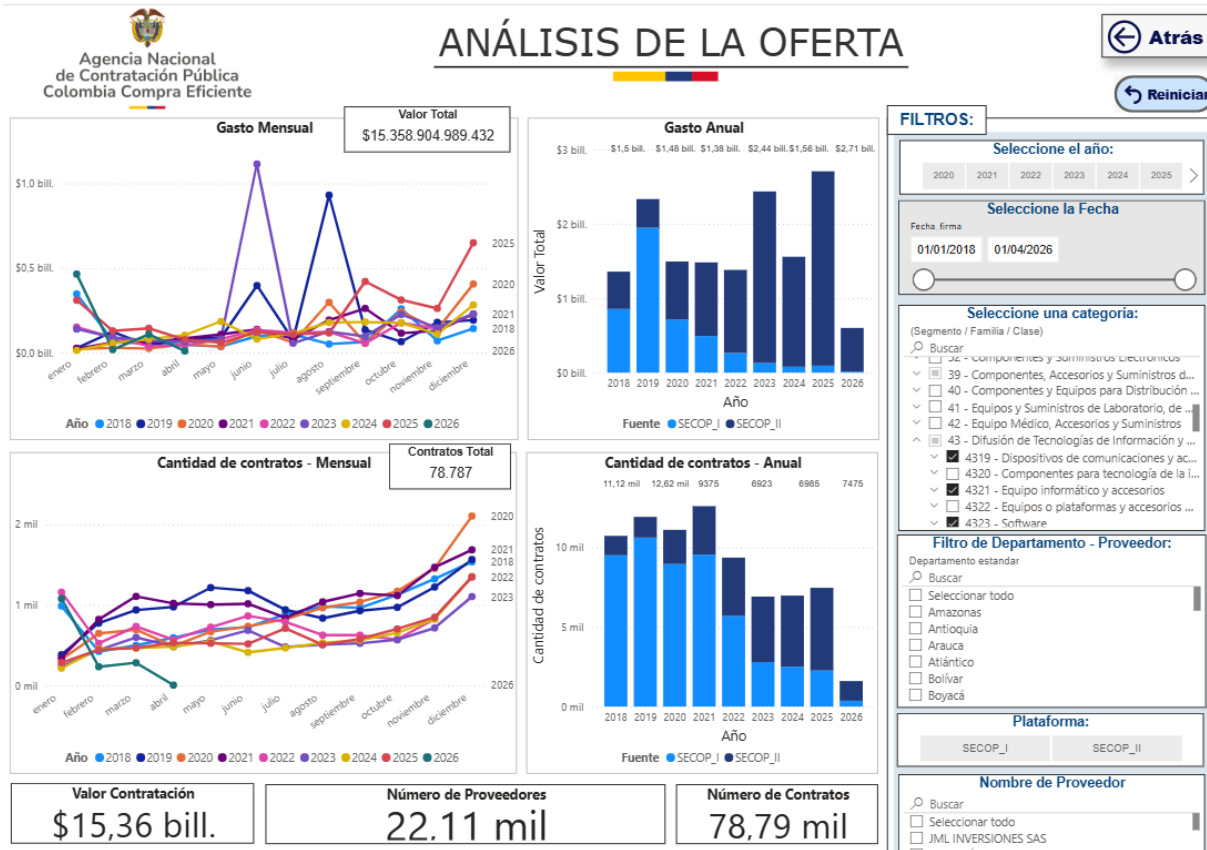 Agencia Nacional
de Contratación Pública
Colombia Compra Eficiente
ANÁLISIS DE LA OFERTA
Atrás
Reiniciar
Gasto Mensual
Valor Total
$15.358.904.989.432
$1,0 bill.
$0,5 bill.
$0,0 bill.
2025
2020
2021
2018
2026
enero
febrero
marzo
abril
mayo
junio
julio
agosto
septiembre
octubre
noviembre
diciembre
Año 2018 2019 2020 2021 2022 2023 2024 2025 2026
Gasto Anual
$3 bill.
$2 bill.
$1 bill.
$0 bill.
Valor Total
$1,5 bill. $1,48 bill. $1,38 bill. $2,44 bill. $1,56 bill. $2,71 bill.
2018 2019 2020 2021 2022 2023 2024 2025 2026
Año
Fuente SECOP_I SECOP_II
Cantidad de contratos - Mensual
Contratos Total
78.787
2 mil
1 mil
0 mil
2020
2021
2018
2022
2023
2026
enero
febrero
marzo
abril
mayo
junio
julio
agosto
septiembre
octubre
noviembre
diciembre
Año 2018 2019 2020 2021 2022 2023 2024 2025 2026
Cantidad de contratos - Anual
11,12 mil 12,62 mil 9375 6923 6985 7475
10 mil
5 mil
0 mil
Cantidad de contratos
2018 2019 2020 2021 2022 2023 2024 2025 2026
Año
Fuente SECOP_I SECOP_II
Valor Contratación
$15,36 bill.
Número de Proveedores
22,11 mil
Número de Contratos
78,79 mil
FILTROS:
Seleccione el año:
2020 2021 2022 2023 2024 2025
Seleccione la Fecha
Fecha firma
01/01/2018 01/04/2026
Seleccione una categoría:
(Segmento / Familia / Clase)
Buscar
32 - Componentes y Suministros Electrónicos
39 - Componentes, Accesorios y Suministros d...
40 - Componentes y Equipos para Distribución ...
41 - Equipos y Suministros de Laboratorio, de ...
42 - Equipo Médico, Accesorios y Suministros
43 - Difusión de Tecnologías de Información y ...
4319 - Dispositivos de comunicaciones y ac...
4320 - Componentes para tecnología de la i...
4321 - Equipo informático y accesorios
4322 - Equipos o plataformas y accesorios ...
4323 - Software
Filtro de Departamento - Proveedor:
Departamento estandar
Buscar
Seleccionar todo
Amazonas
Antioquia
Arauca
Atlántico
Bolívar
Boyacá
Plataforma:
SECOP_I SECOP_II
Nombre de Proveedor
Buscar
Seleccionar todo
JML INVERSIONES SAS